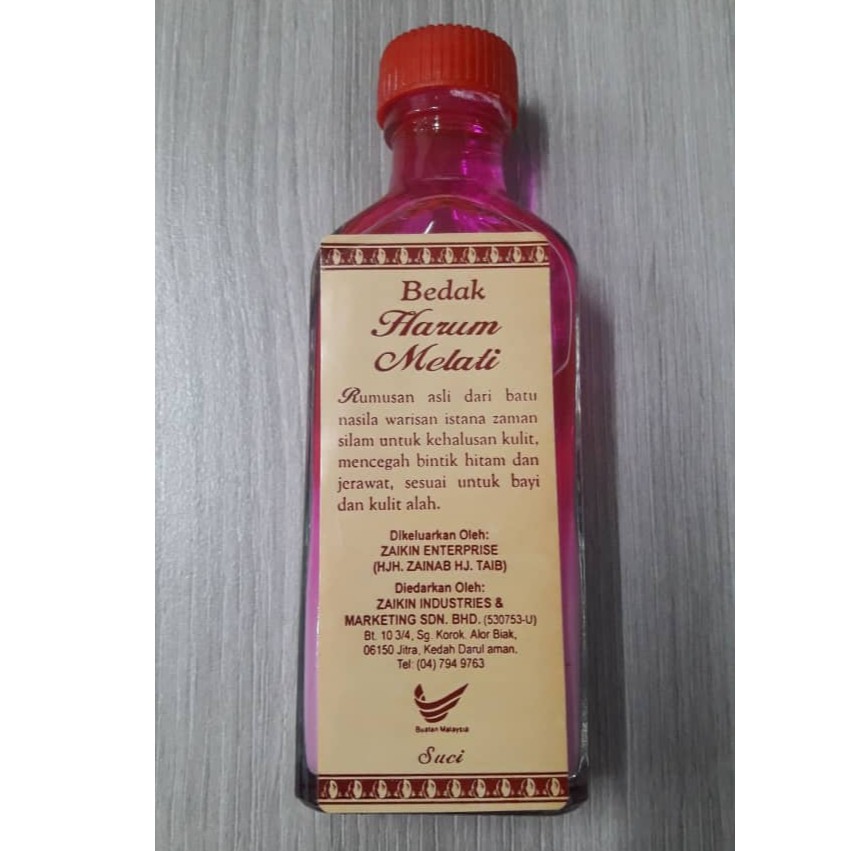 Bedak
Harum
Melati
Rumusan asli dari batu
nasila warisan istana zaman
silam untuk kehalusan kulit,
mencegah bintik hitam dan
jerawat, sesuai untuk bayi
dan kulit alah.
Dikeluarkan Oleh:
ZAIKIN ENTERPRISE
(HJH. ZAINAB HJ. TAIB)
Diedarkan Oleh:
ZAIKIN INDUSTRIES &
MARKETING SDN. BHD. (530753-U)
Bt. 10 3/4, Sg. Korok. Alor Biak,
06150 Jitra, Kedah Darul aman.
Tel: (04) 794 9763
Buatan Malaysia
Suci